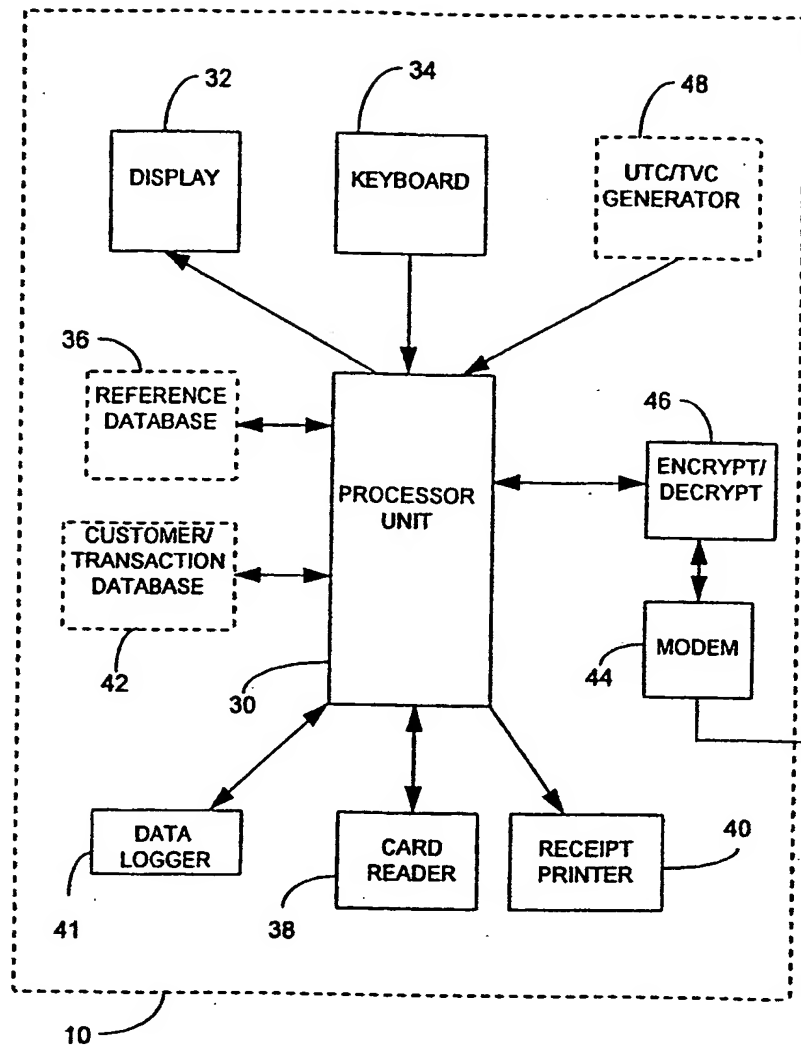 32
34
48
DISPLAY
KEYBOARD
UTC/TVC
GENERATOR
36
REFERENCE
DATABASE
46
ENCRYPT/
DECRYPT
PROCESSOR
UNIT
CUSTOMER/
TRANSACTION
DATABASE
42
30
MODEM
44
DATA
LOGGER
41
CARD
READER
38
RECEIPT
PRINTER
40
10